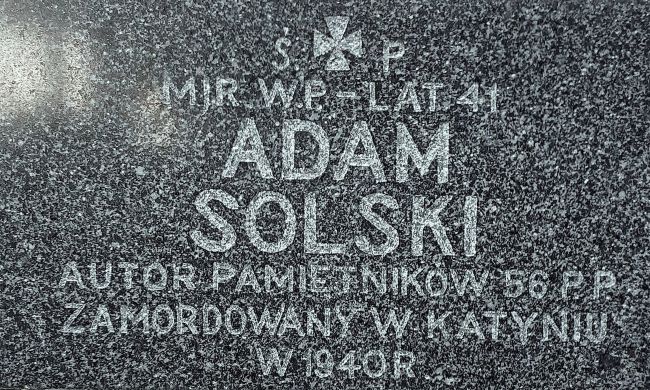 Ś. P.
MJR. W.P. – LAT 41
ADAM
SOLSKI
AUTOR PAMIĘTNIKÓW 56 P.P.
ZAMORDOWANY W KATYNIU
W 1940 R